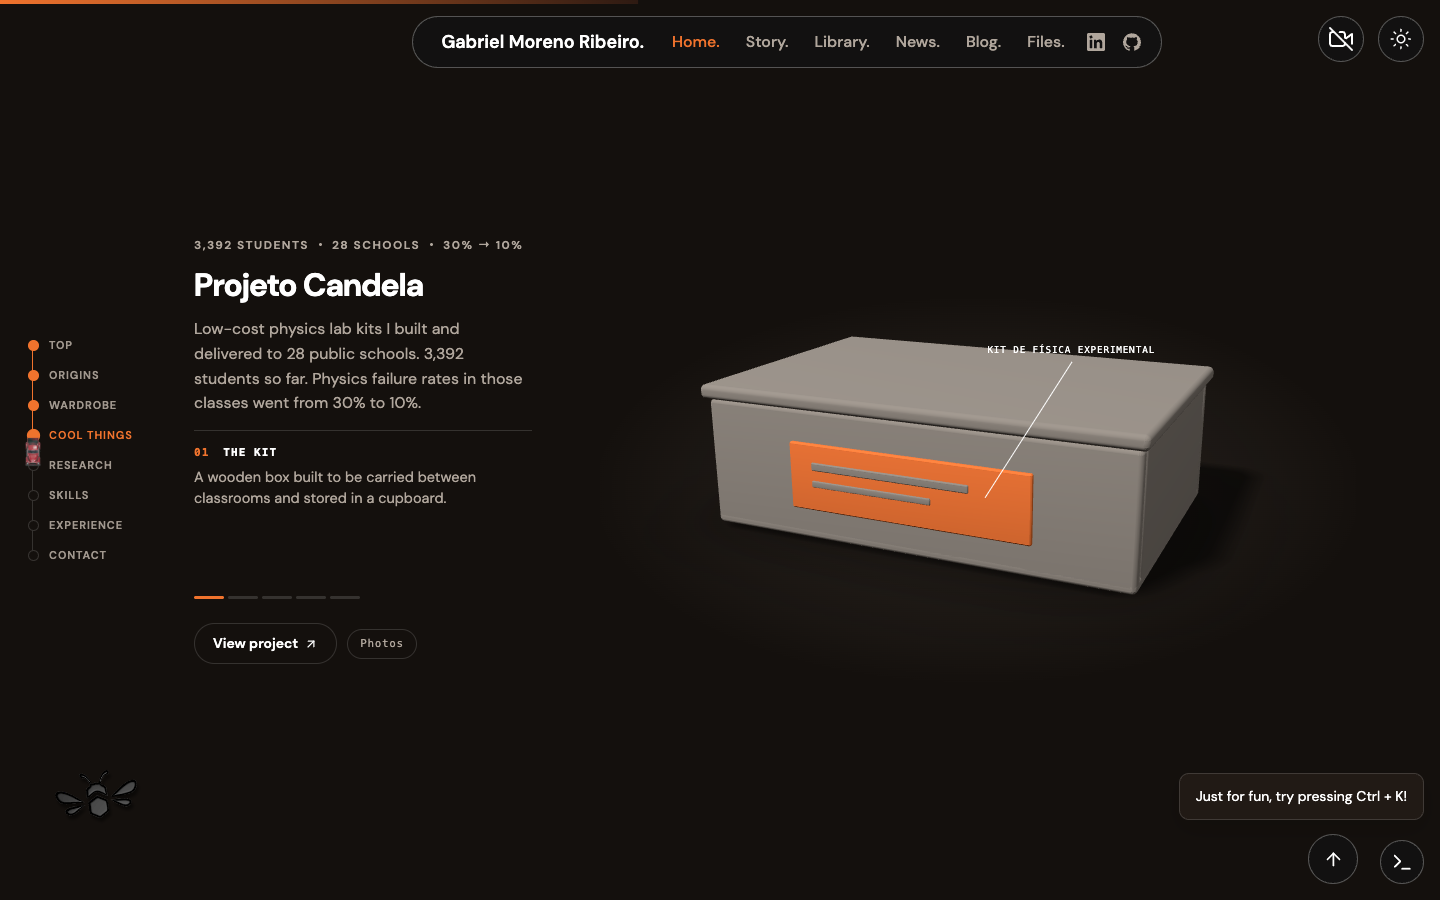 Gabriel Moreno Ribeiro.
Home.
Story.
Library.
News.
Blog.
Files.
3,392 STUDENTS • 28 SCHOOLS • 30% → 10%
Projeto Candela
Low-cost physics lab kits I built and
delivered to 28 public schools. 3,392
students so far. Physics failure rates in those
classes went from 30% to 10%.
01 THE KIT
A wooden box built to be carried between
classrooms and stored in a cupboard.
View project ↗
Photos
TOP
ORIGINS
WARDROBE
COOL THINGS
RESEARCH
SKILLS
EXPERIENCE
CONTACT
KIT DE FÍSICA EXPERIMENTAL
Just for fun, try pressing Ctrl + K!